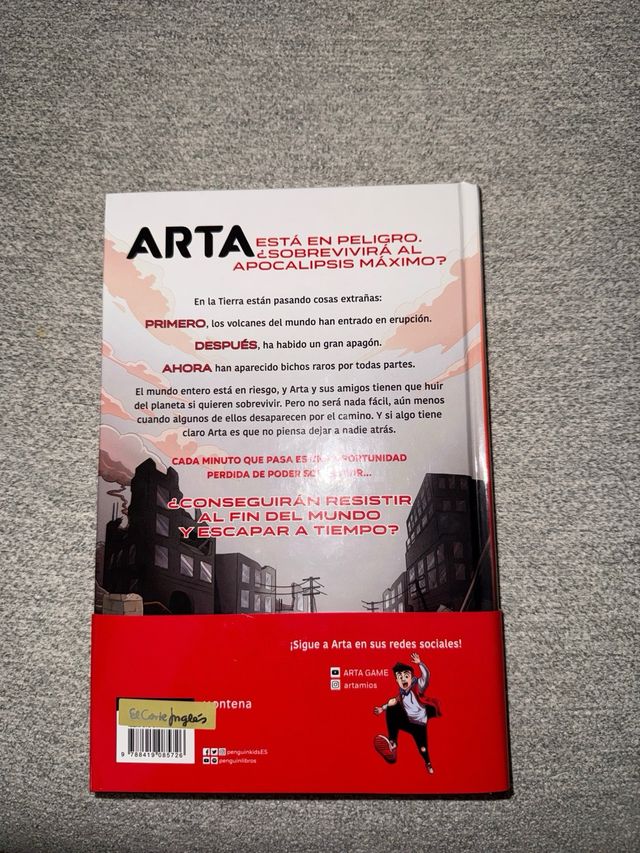 ARTA ESTÁ EN PELIGRO.
¿SOBREVIVIRÁ AL
APOCALIPSIS MÁXIMO?
En la Tierra están pasando cosas extrañas:
PRIMERO, los volcanes del mundo han entrado en erupción.
DESPUÉS, ha habido un gran apagón.
AHORA han aparecido bichos raros por todas partes.
El mundo entero está en riesgo, y Arta y sus amigos tienen que huir
del planeta si quieren sobrevivir. Pero no será nada fácil, aún menos
cuando algunos de ellos desaparecen por el camino. Y si algo tiene
claro Arta es que no piensa dejar a nadie atrás.
CADA MINUTO QUE PASA ES UNA OPORTUNIDAD
PERDIDA DE PODER SOBREVIVIR...
¿CONSEGUIRÁN RESISTIR
AL FIN DEL MUNDO
Y ESCAPAR A TIEMPO?
¡Sigue a Arta en sus redes sociales!
ARTA GAME
artamios
montena
El Corte Inglés
9 788419 085726
penguinkidsES
penguinlibros